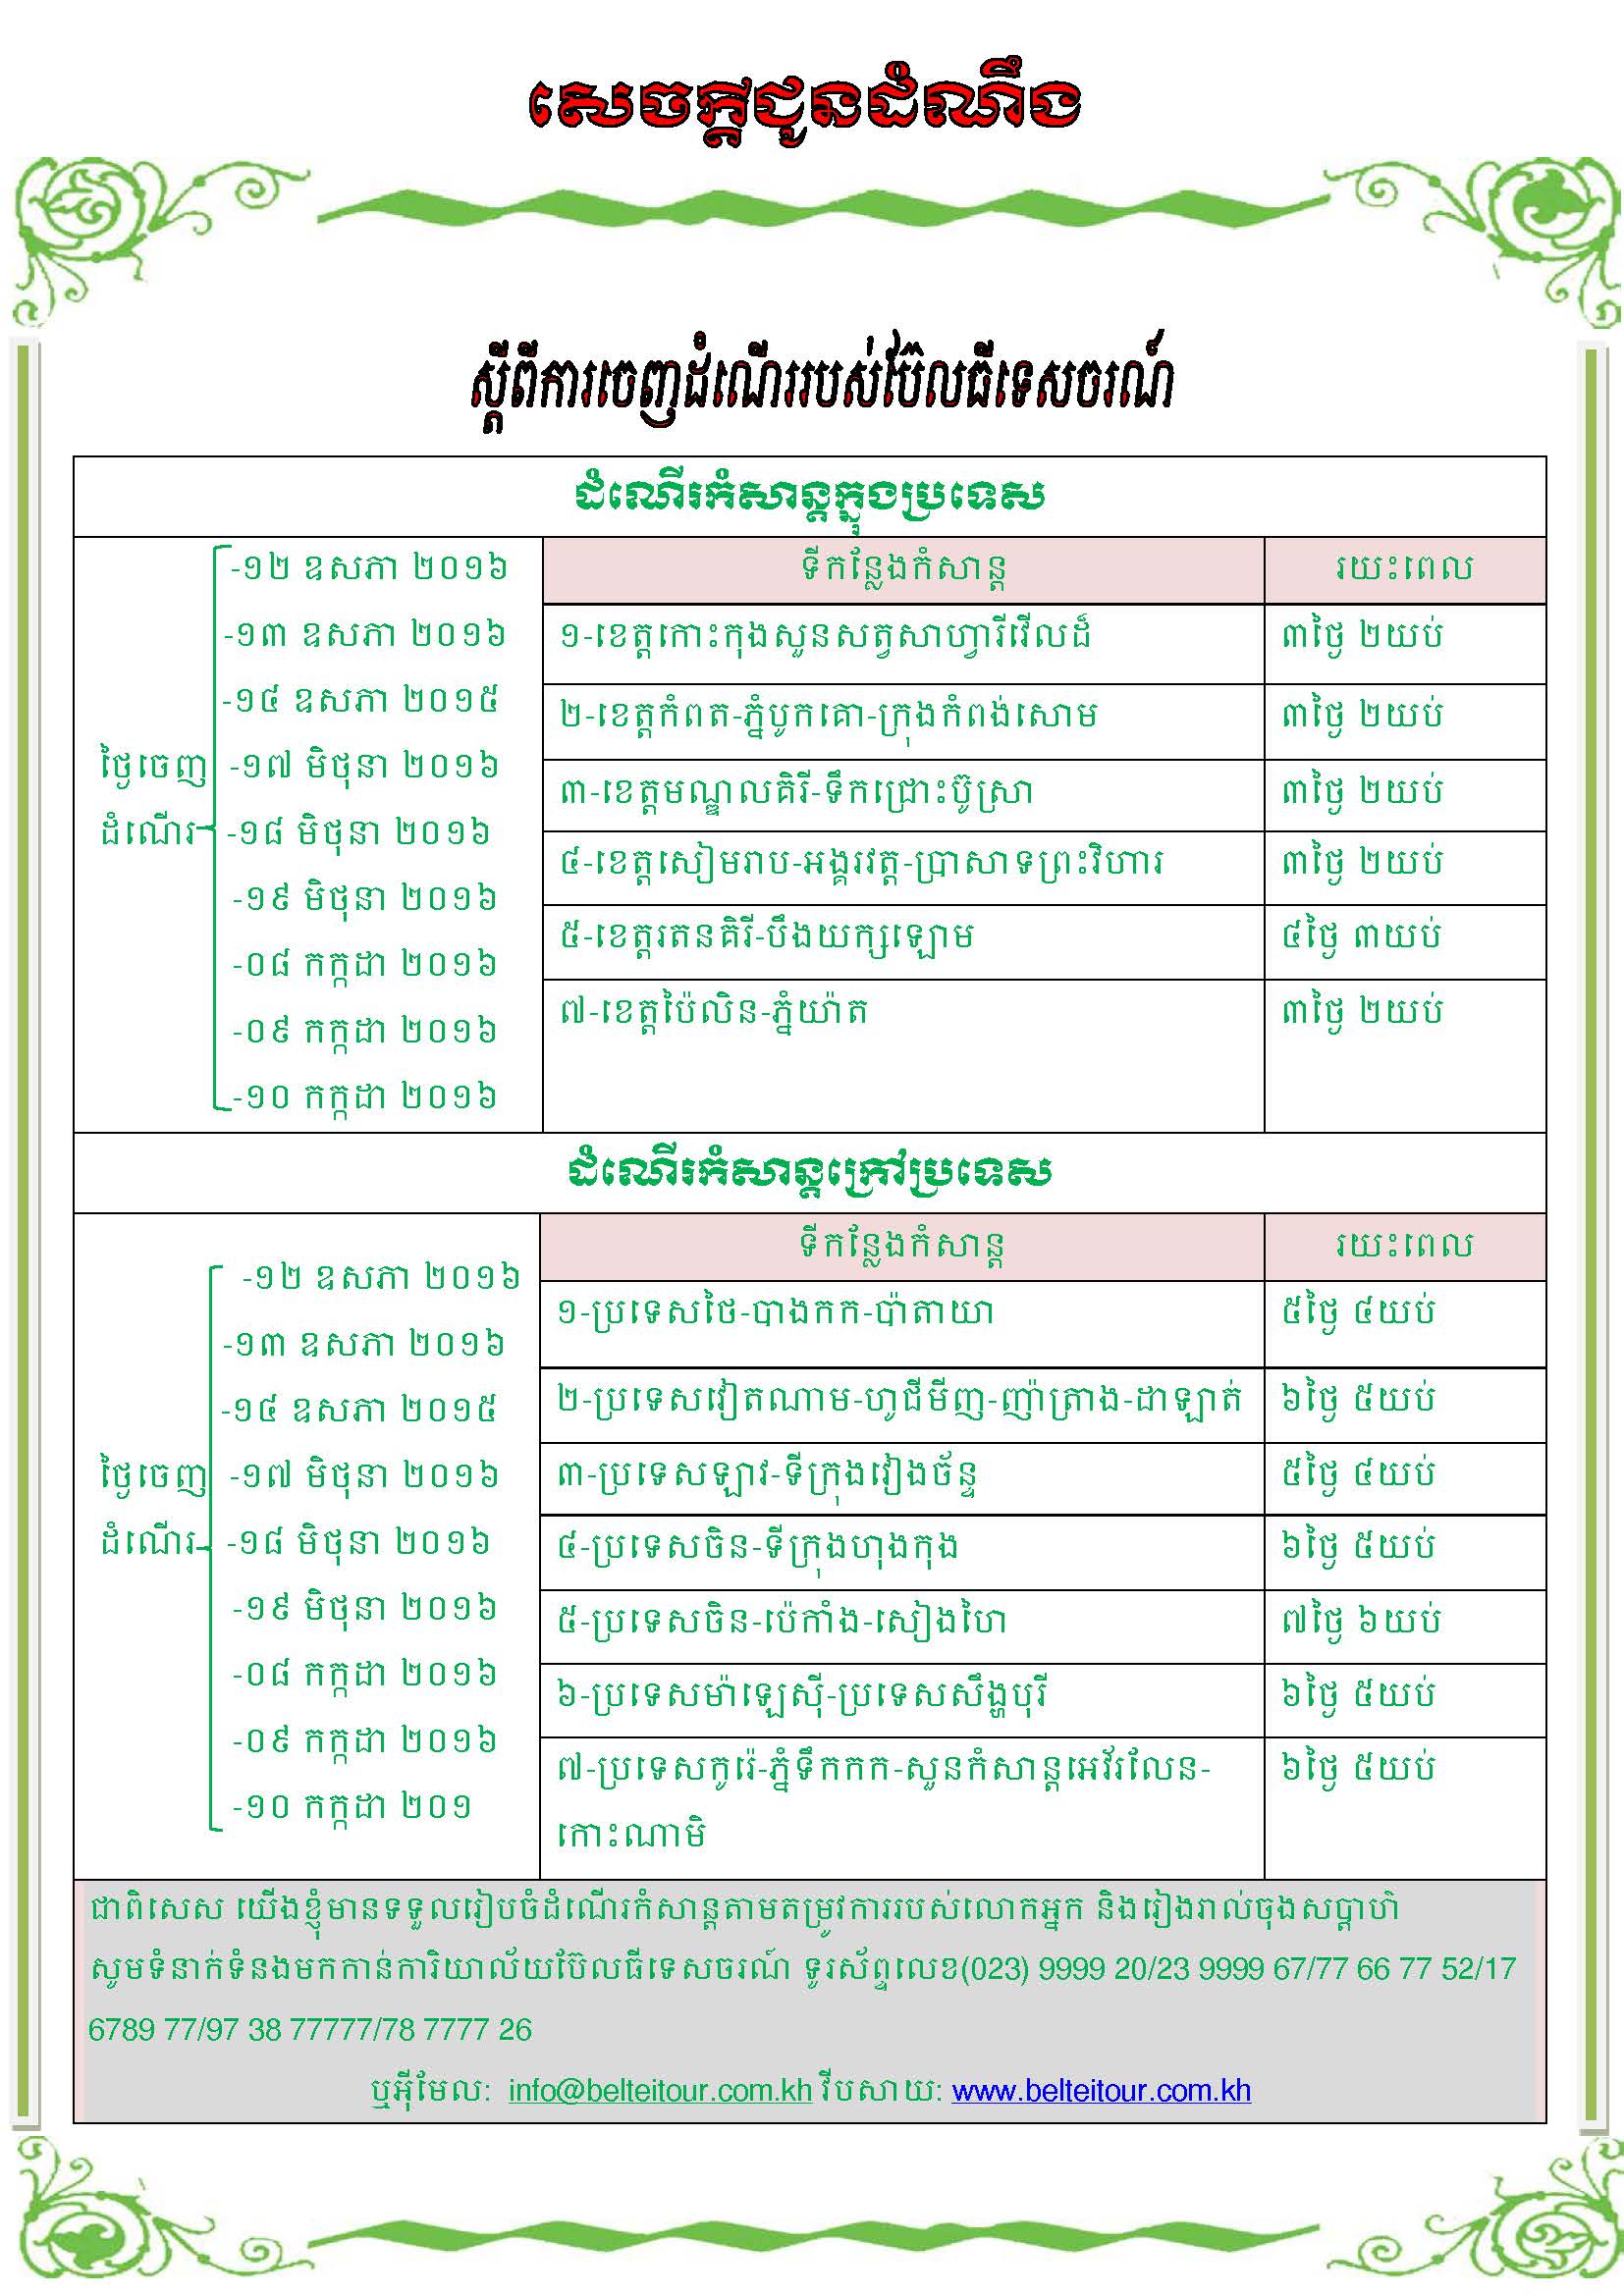 សេចក្តីជូនដំណឹង
ស្តីពីការចេញដំណើររបស់ប៊ែលធីទេសចរណ៍
ដំណើរកំសាន្តក្នុងប្រទេស
ថ្ងៃចេញ
ដំណើរ
-១២ ឧសភា ២០១៦
-១៣ ឧសភា ២០១៦
-១៤ ឧសភា ២០១៥
-១៧ មិថុនា ២០១៦
-១៨ មិថុនា ២០១៦
-១៩ មិថុនា ២០១៦
-០៨ កក្កដា ២០១៦
-០៩ កក្កដា ២០១៦
-១០ កក្កដា ២០១៦
ទីកន្លែងកំសាន្ត រយះពេល
១-ខេត្តកោះកុងសួនសត្វសាហ្វារីវើលដ៏ ៣ថ្ងៃ ២យប់
២-ខេត្តកំពត-ភ្នំបូកគោ-ក្រុងកំពង់សោម ៣ថ្ងៃ ២យប់
៣-ខេត្តមណ្ឌលគិរី-ទឹកជ្រោះប៊ូស្រា ៣ថ្ងៃ ២យប់
៤-ខេត្តសៀមរាប-អង្គរវត្ត-ប្រាសាទព្រះវិហារ ៣ថ្ងៃ ២យប់
៥-ខេត្តរតនគិរី-បឹងយក្សឡោម ៤ថ្ងៃ ៣យប់
៧-ខេត្តប៉ៃលិន-ភ្នំយ៉ាត ៣ថ្ងៃ ២យប់
ដំណើរកំសាន្តក្រៅប្រទេស
ថ្ងៃចេញ
ដំណើរ
-១២ ឧសភា ២០១៦
-១៣ ឧសភា ២០១៦
-១៤ ឧសភា ២០១៥
-១៧ មិថុនា ២០១៦
-១៨ មិថុនា ២០១៦
-១៩ មិថុនា ២០១៦
-០៨ កក្កដា ២០១៦
-០៩ កក្កដា ២០១៦
-១០ កក្កដា ២០១
ទីកន្លែងកំសាន្ត រយះពេល
១-ប្រទេសថៃ-បាងកក-ប៉ាតាយា ៥ថ្ងៃ ៤យប់
២-ប្រទេសវៀតណាម-ហូជីមីញ-ញ៉ាត្រាង-ដាឡាត់ ៦ថ្ងៃ ៥យប់
៣-ប្រទេសឡាវ-ទីក្រុងវៀងច័ន្ទ ៥ថ្ងៃ ៤យប់
៤-ប្រទេសចិន-ទីក្រុងហុងកុង ៦ថ្ងៃ ៥យប់
៥-ប្រទេសចិន-ប៉េកាំង-សៀងហៃ ៧ថ្ងៃ ៦យប់
៦-ប្រទេសម៉ាឡេស៊ី-ប្រទេសសឹង្ហបុរី ៦ថ្ងៃ ៥យប់
៧-ប្រទេសកូរ៉េ-ភ្នំទឹកកក-សួនកំសាន្តអេវ័រលែន- ៦ថ្ងៃ ៥យប់
កោះណាមិ
ជាពិសេស យើងខ្ញុំមានទទួលរៀបចំដំណើរកំសាន្តតាមតម្រូវការរបស់លោកអ្នក និងរៀងរាល់ចុងសប្តាហ៌
សូមទំនាក់ទំនងមកកាន់ការិយាល័យប៊ែលធីទេសចរណ៍ ទូរស័ព្ទលេខ(023) 9999 20/23 9999 67/77 66 77 52/17
6789 77/97 38 77777/78 7777 26
ឬអ៊ីមែល: info@belteitour.com.kh វីបសាយ: www.belteitour.com.kh